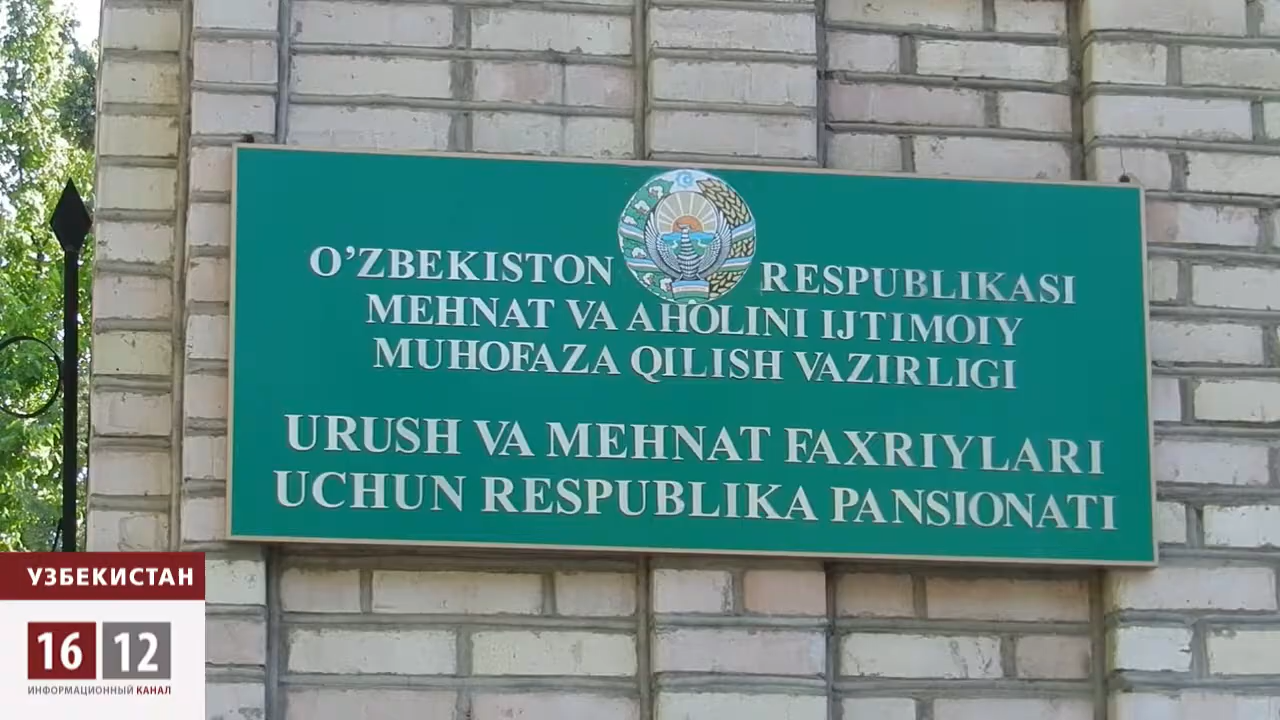 O’ZBEKISTON RESPUBLIKASI
MEHNAT VA AHOLINI IJTIMOIY
MUHOFAZA QILISH VAZIRLIGI
URUSH VA MEHNAT FAXRIYLARI
UCHUN RESPUBLIKA PANSIONATI
УЗБЕКИСТАН
16 12
ИНФОРМАЦИОННЫЙ КАНАЛ